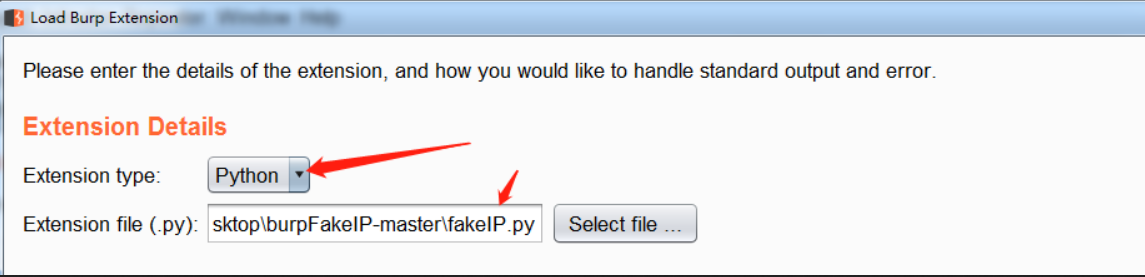 Load Burp Extension
Please enter the details of the extension, and how you would like to handle standard output and error.
Extension Details
Extension type: Python
Extension file (.py): sktop\burpFakeIP-master\fakeIP.py Select file ...